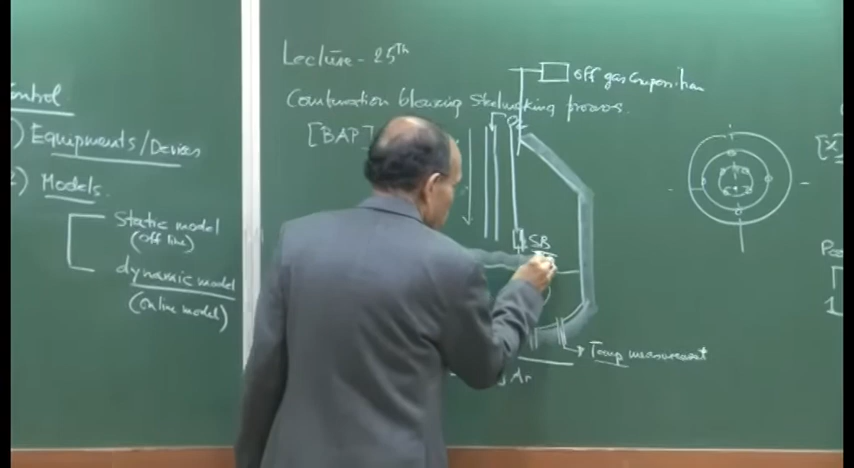 ntrol
) Equipments/Devices
2) Models.
Static model
(Off line)
dynamic model
(Online model)
Lecture - 25th
Combination blowing Steelmaking process.
[BAP]
off gas Composition
SB
Temp measurement
Ar
[X]